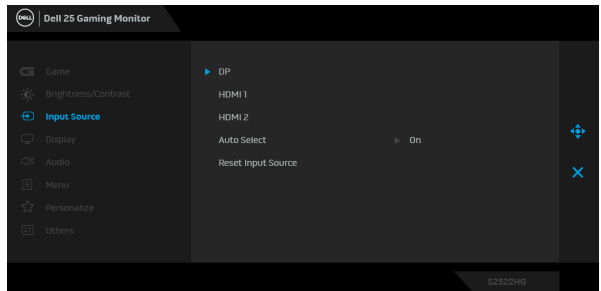 DELL Dell 25 Gaming Monitor
Game
Brightness/Contrast
Input Source
Display
Audio
Menu
Personalize
Others
DP
HDMI 1
HDMI 2
Auto Select On
Reset Input Source
S2522HG